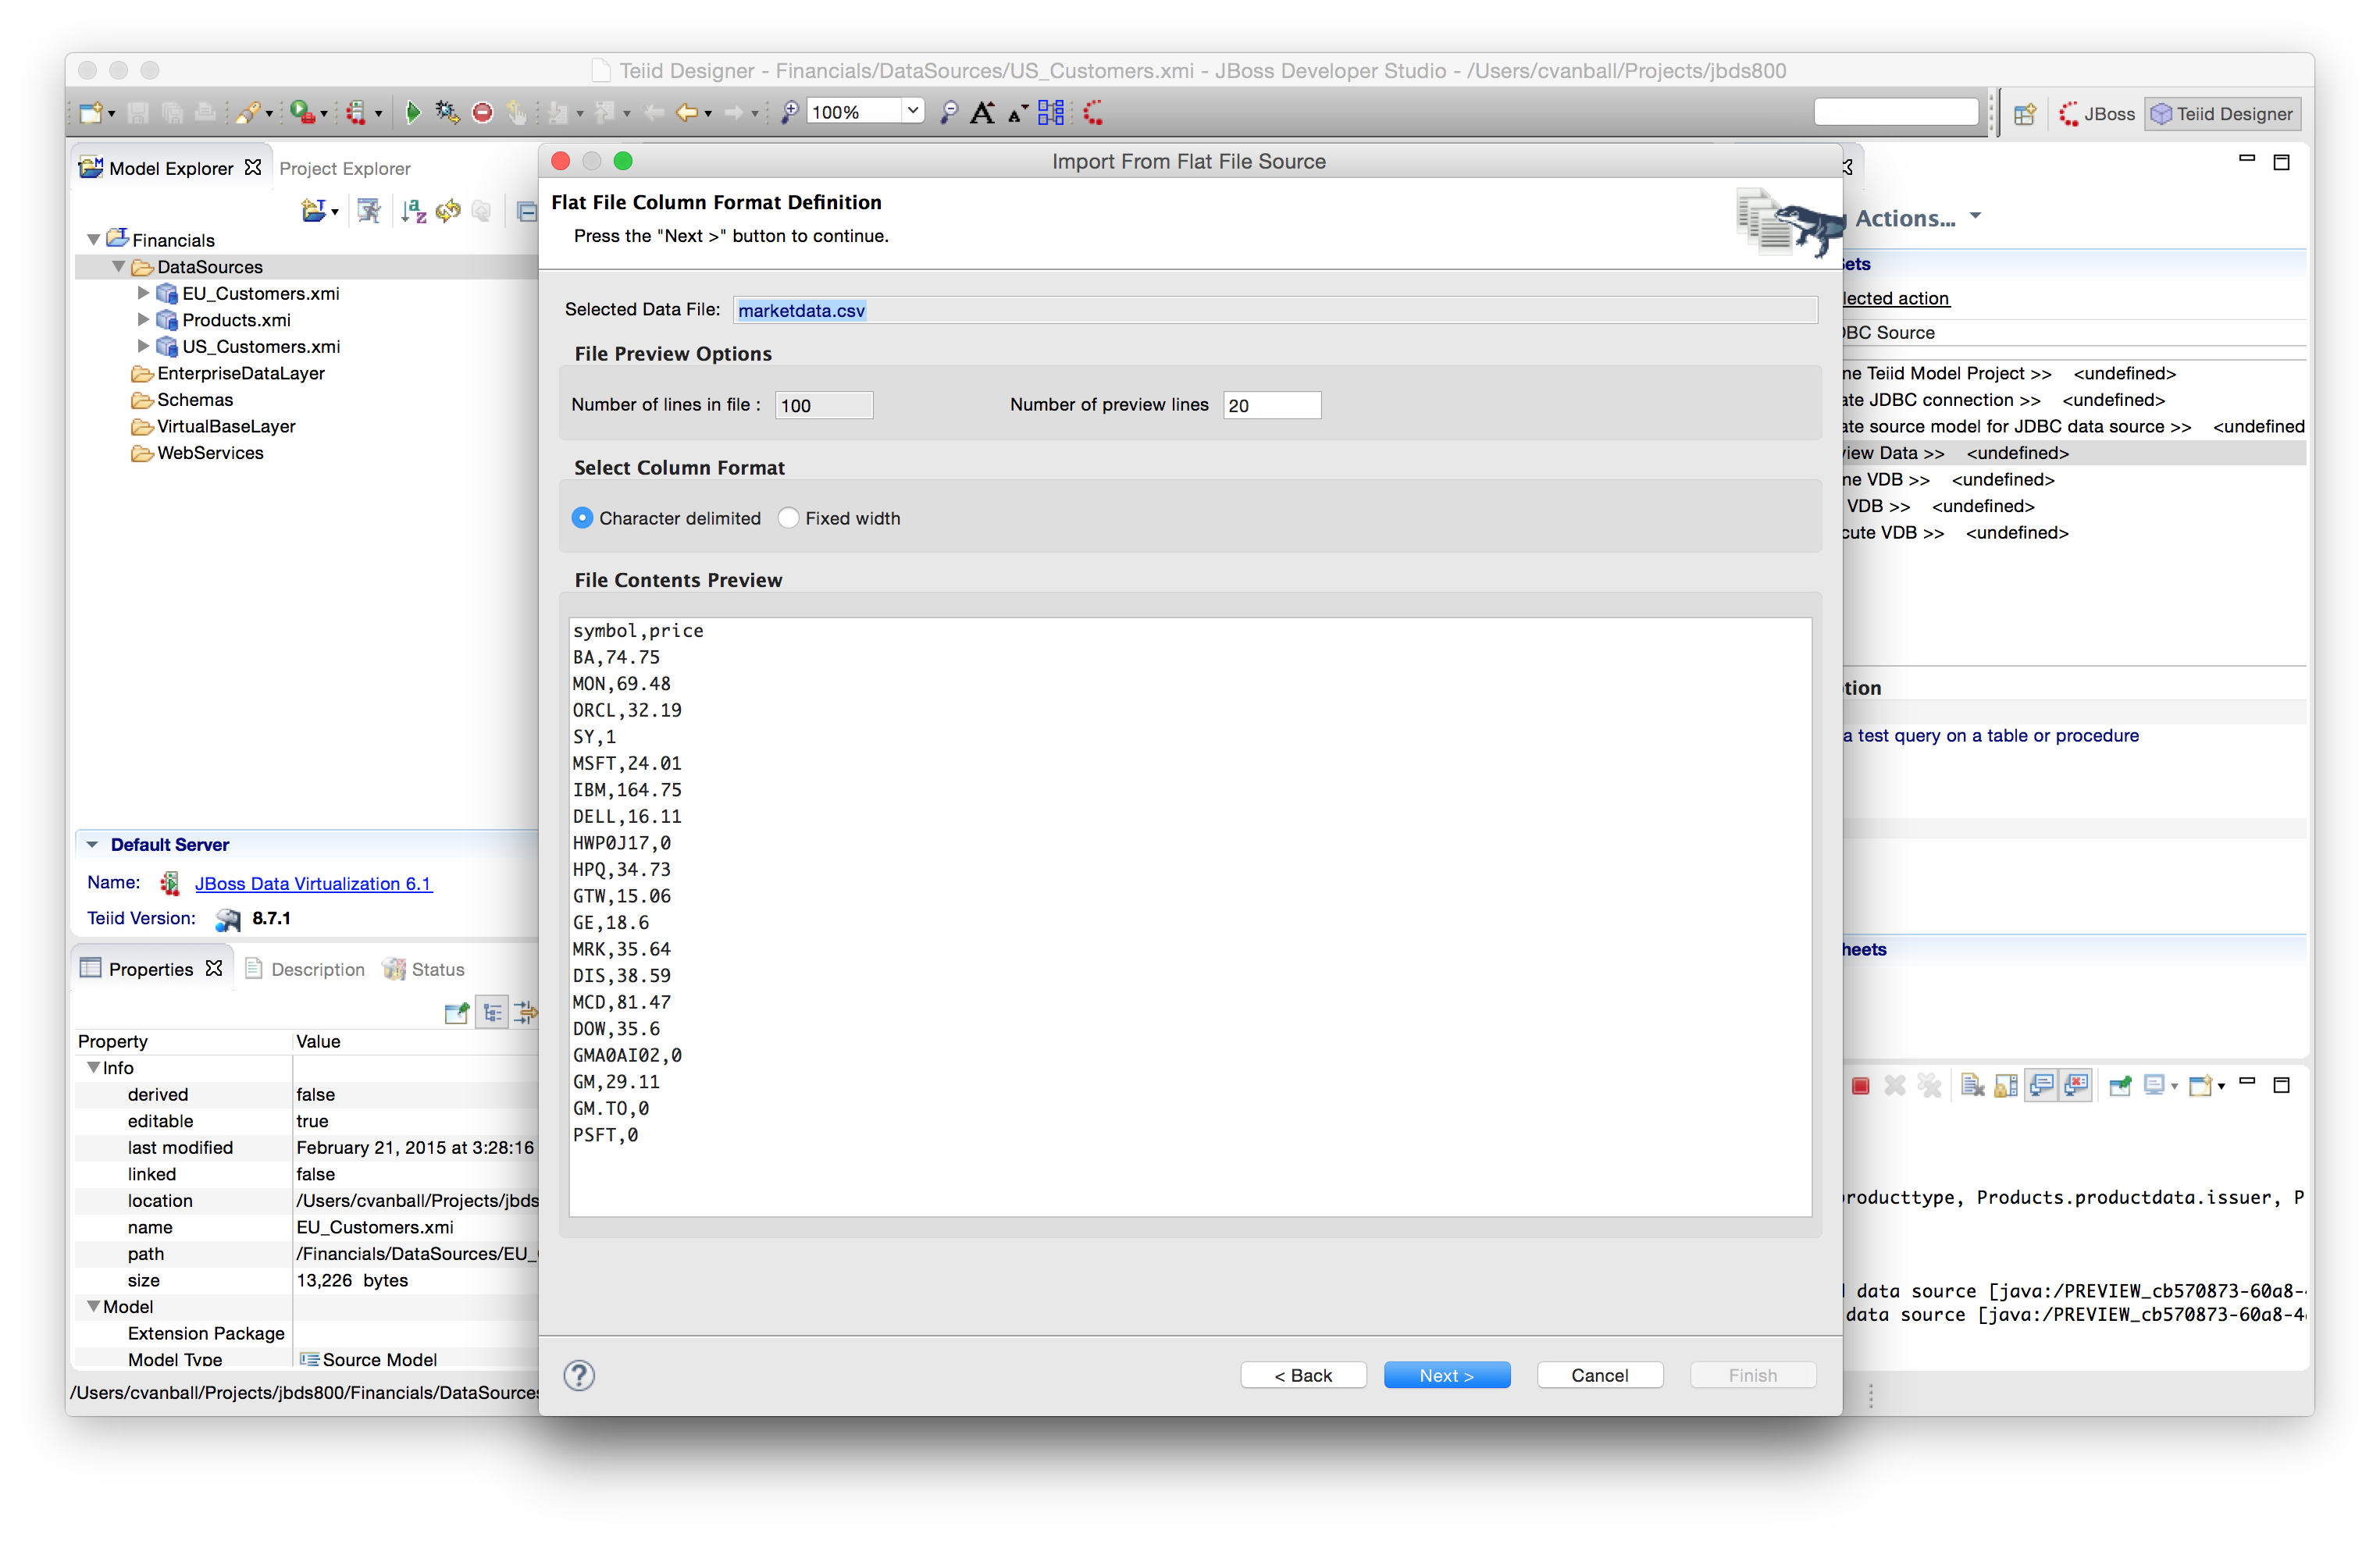 Teiid Designer - Financials/DataSources/US_Customers.xmi - JBoss Developer Studio - /Users/cvanball/Projects/jbds800
100%
JBoss
Teiid Designer
Model Explorer
Project Explorer
Financials
DataSources
EU_Customers.xmi
Products.xmi
US_Customers.xmi
EnterpriseDataLayer
Schemas
VirtualBaseLayer
WebServices
Default Server
Name: JBoss Data Virtualization 6.1
Teiid Version: 8.7.1
Properties
Description
Status
Property Value
Info
derived false
editable true
last modified February 21, 2015 at 3:28:16
linked false
location /Users/cvanball/Projects/jbds
name EU_Customers.xmi
path /Financials/DataSources/EU_
size 13,226 bytes
Model
Extension Package
Model Type Source Model
/Users/cvanball/Projects/jbds800/Financials/DataSources
Import From Flat File Source
Flat File Column Format Definition
Press the "Next >" button to continue.
Selected Data File: marketdata.csv
File Preview Options
Number of lines in file : 100
Number of preview lines 20
Select Column Format
Character delimited
Fixed width
File Contents Preview
symbol,price
BA,74.75
MON,69.48
ORCL,32.19
SY,1
MSFT,24.01
IBM,164.75
DELL,16.11
HWP0J17,0
HPQ,34.73
GTW,15.06
GE,18.6
MRK,35.64
DIS,38.59
MCD,81.47
DOW,35.6
GMA0AI02,0
GM,29.11
GM.TO,0
PSFT,0
< Back
Next >
Cancel
Finish
Actions...
ets
lected action
BC Source
ne Teiid Model Project >> <undefined>
ate JDBC connection >> <undefined>
ate source model for JDBC data source >> <undefined
iew Data >> <undefined>
ne VDB >> <undefined>
VDB >> <undefined>
cute VDB >> <undefined>
tion
a test query on a table or procedure
heets
roducttype, Products.productdata.issuer, P
data source [java:/PREVIEW_cb570873-60a8-
data source [java:/PREVIEW_cb570873-60a8-4